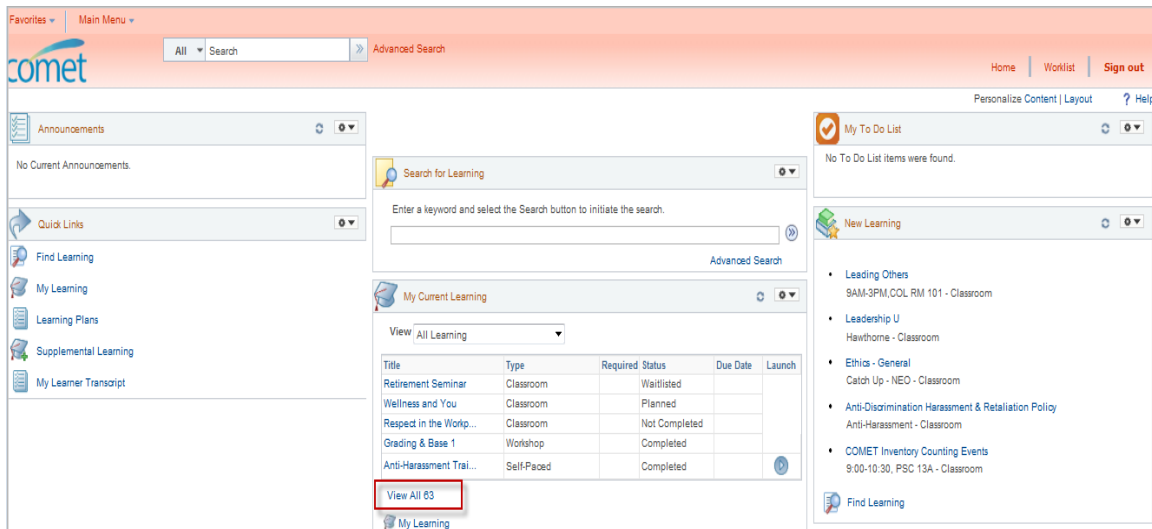 Favorites Main Menu
comet
All Search Advanced Search
Home Worklist Sign out
Personalize Content | Layout ? Help
Announcements
No Current Announcements.
Quick Links
Find Learning
My Learning
Learning Plans
Supplemental Learning
My Learner Transcript
Search for Learning
Enter a keyword and select the Search button to initiate the search.
Advanced Search
My Current Learning
View All Learning
Title Type Required Status Due Date Launch
Retirement Seminar Classroom Waitlisted
Wellness and You Classroom Planned
Respect in the Workp... Classroom Not Completed
Grading & Base 1 Workshop Completed
Anti-Harassment Trai... Self-Paced Completed
View All 63
My Learning
My To Do List
No To Do List items were found.
New Learning
Leading Others
9AM-3PM,COL RM 101 - Classroom
Leadership U
Hawthorne - Classroom
Ethics - General
Catch Up - NEO - Classroom
Anti-Discrimination Harassment & Retaliation Policy
Anti-Harassment - Classroom
COMET Inventory Counting Events
9:00-10:30, PSC 13A - Classroom
Find Learning